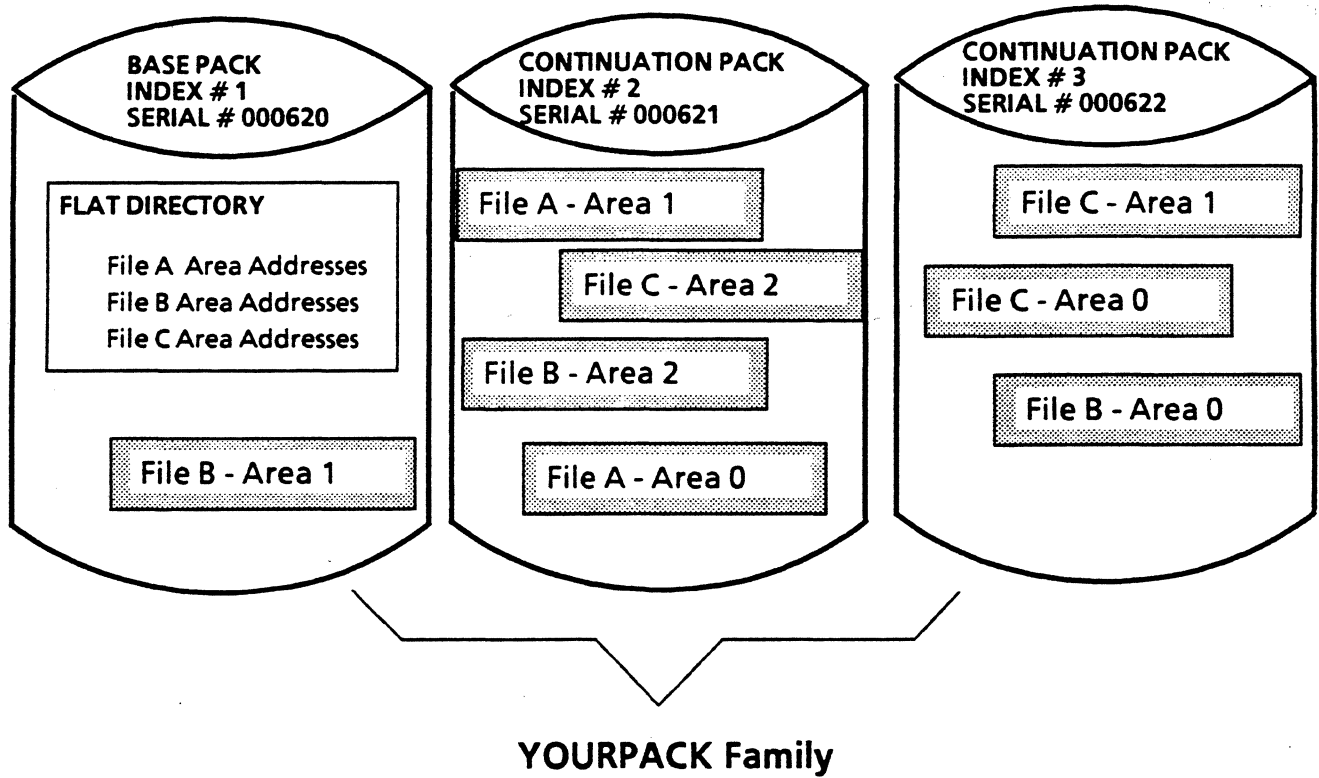 BASE PACK
INDEX # 1
SERIAL # 000620
FLAT DIRECTORY
File A Area Addresses
File B Area Addresses
File C Area Addresses
File B - Area 1
CONTINUATION PACK
INDEX # 2
SERIAL # 000621
File A - Area 1
File C - Area 2
File B - Area 2
File A - Area 0
CONTINUATION PACK
INDEX # 3
SERIAL # 000622
File C - Area 1
File C - Area 0
File B - Area 0
YOURPACK Family